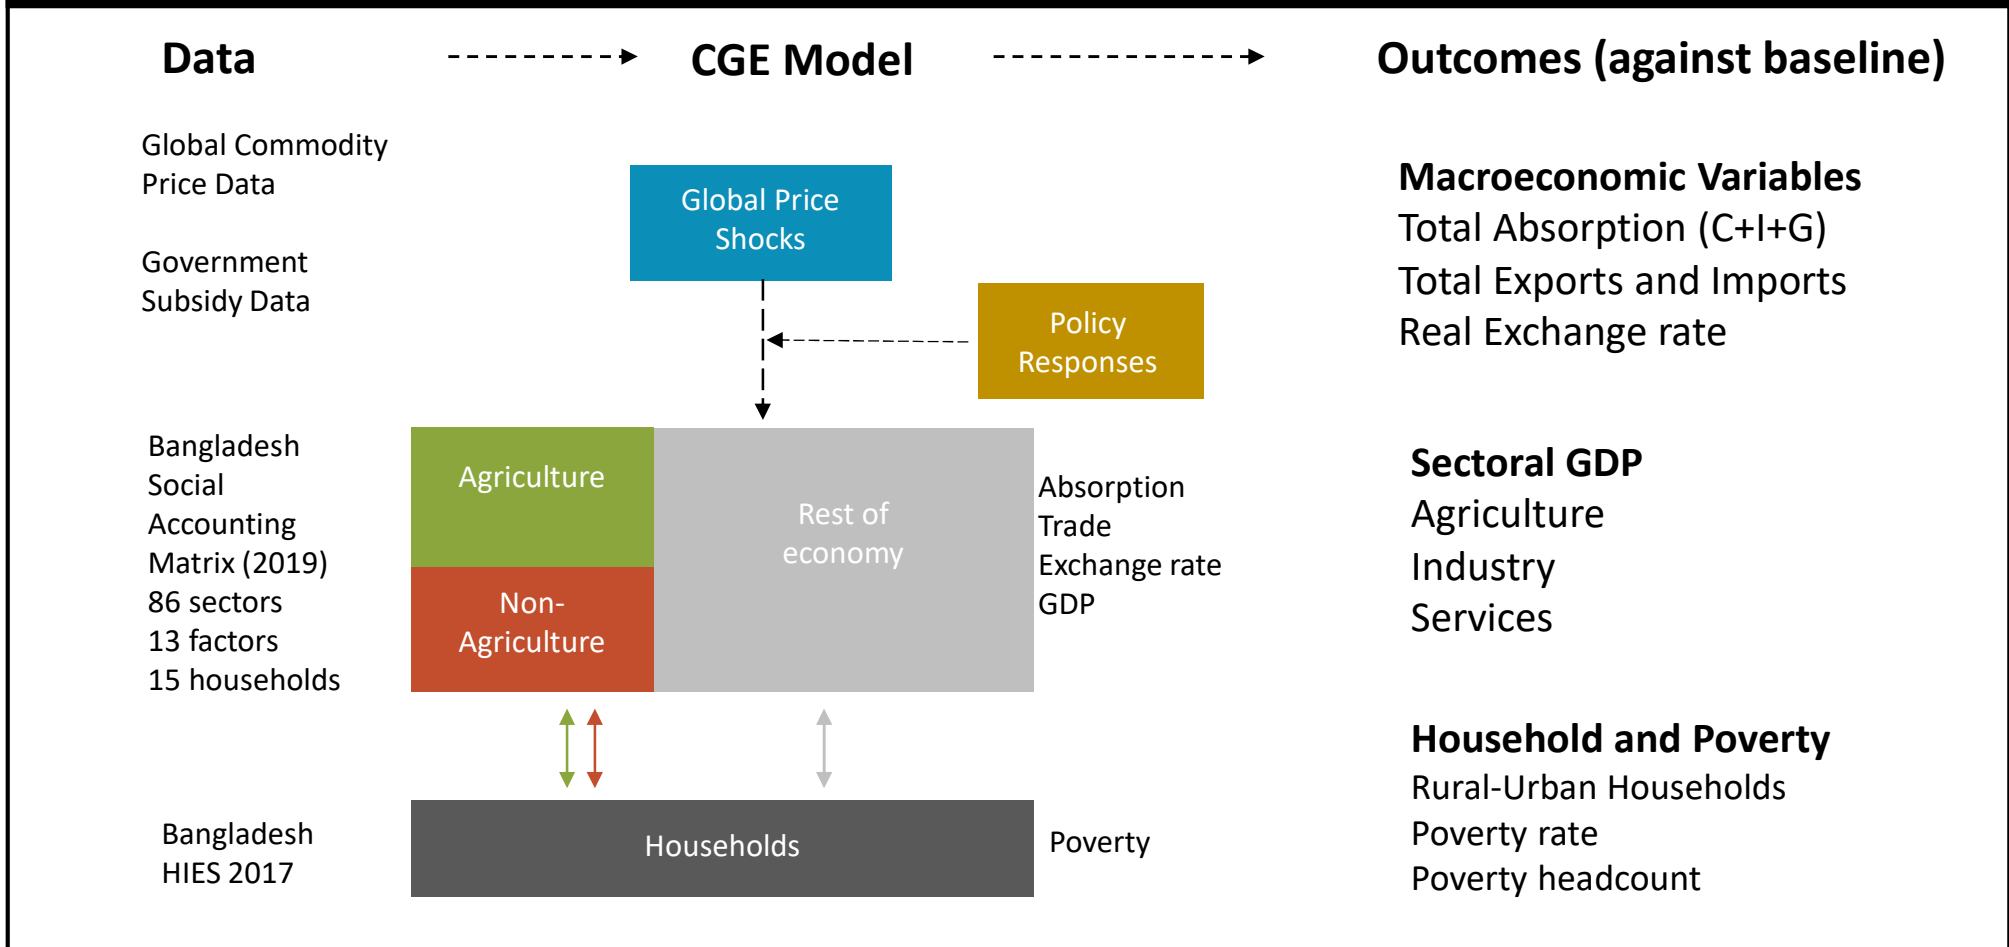 Data
CGE Model
Outcomes (against baseline)
Global Commodity
Price Data
Government
Subsidy Data
Global Price
Shocks
Policy
Responses
Macroeconomic Variables
Total Absorption (C+I+G)
Total Exports and Imports
Real Exchange rate
Bangladesh
Social
Accounting
Matrix (2019)
86 sectors
13 factors
15 households
Agriculture
Non-
Agriculture
Rest of
economy
Absorption
Trade
Exchange rate
GDP
Sectoral GDP
Agriculture
Industry
Services
Bangladesh
HIES 2017
Households
Poverty
Household and Poverty
Rural-Urban Households
Poverty rate
Poverty headcount